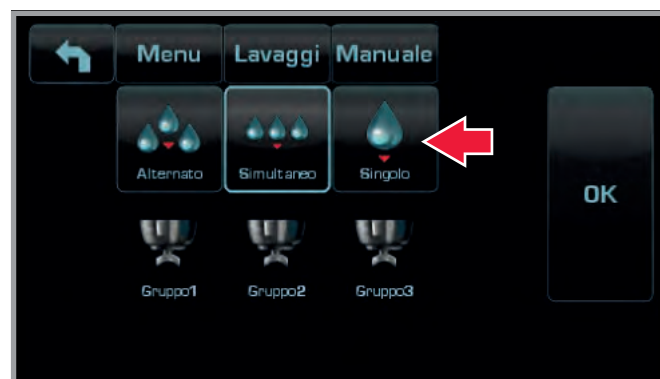 Menu Lavaggi Manuale
Alternato Simultaneo Singolo
OK
Gruppo1 Gruppo2 Gruppo3